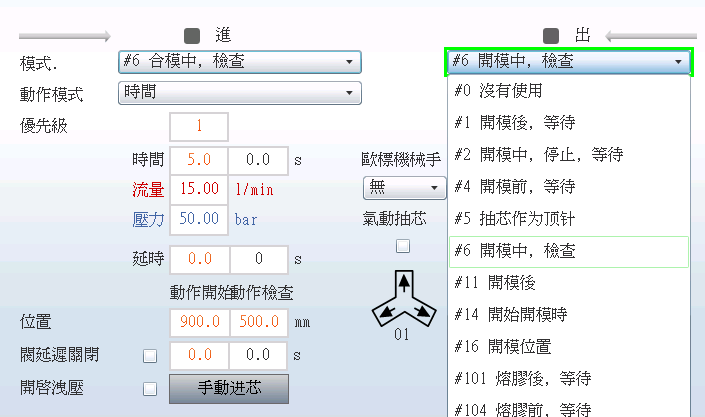 進 出
模式. #6 合模中, 檢查 #6 開模中, 檢查
動作模式 時間 #0 沒有使用
優先級 1 #1 開模後, 等待
#2 開模中, 停止, 等待
時間 5.0 0.0 s 歐標機械手
流量 15.00 l/min 無 #4 開模前, 等待
壓力 50.00 bar 氣動抽芯 #5 抽芯作为顶针
延時 0.0 0 s #6 開模中, 檢查
動作開始動作檢查 #11 開模後
位置 900.0 500.0 mm 01 #14 開始開模時
閥延遲關閉 0.0 0.0 s #16 開模位置
開啓洩壓 手動进芯 #101 熔膠後, 等待
#104 熔膠前, 等待